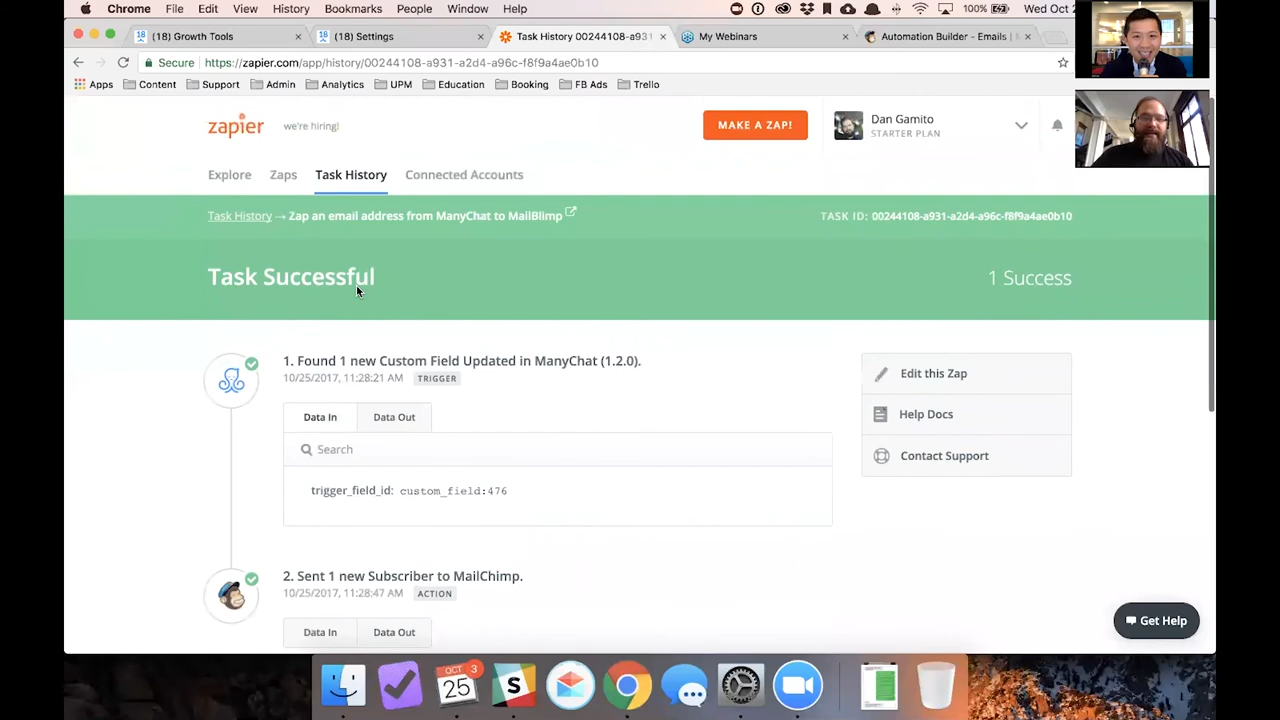 Chrome File Edit View History Bookmarks People Window Help 100% Wed Oct 2
(18) Growth Tools × (18) Settings × Task History 00244108-a931 × My Webinars × Automation Builder - Emails | ×
Secure https://zapier.com/app/history/00244108-a931-a2d4-a96c-f8f9a4ae0b10
Apps Content Support Admin Analytics UPM Education Booking FB Ads Trello
zapier we're hiring! MAKE A ZAP! Dan Gamito
STARTER PLAN
Explore Zaps Task History Connected Accounts
Task History → Zap an email address from ManyChat to MailBlimp TASK ID: 00244108-a931-a2d4-a96c-f8f9a4ae0b10
Task Successful 1 Success
1. Found 1 new Custom Field Updated in ManyChat (1.2.0).
10/25/2017, 11:28:21 AM TRIGGER
Data In Data Out
Search
trigger_field_id: custom_field:476
Edit this Zap
Help Docs
Contact Support
2. Sent 1 new Subscriber to MailChimp.
10/25/2017, 11:28:47 AM ACTION
Data In Data Out
Get Help
OCT 3
25